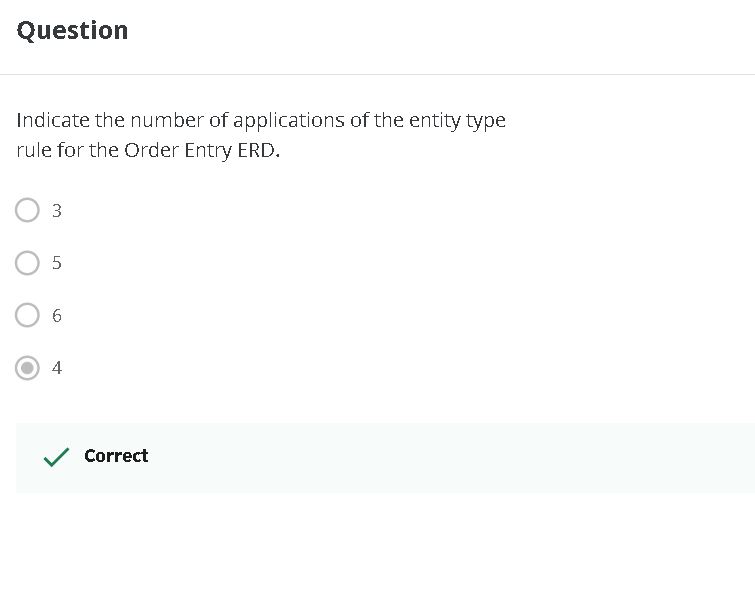 Question
Indicate the number of applications of the entity type
rule for the Order Entry ERD.
3
5
6
4
Correct